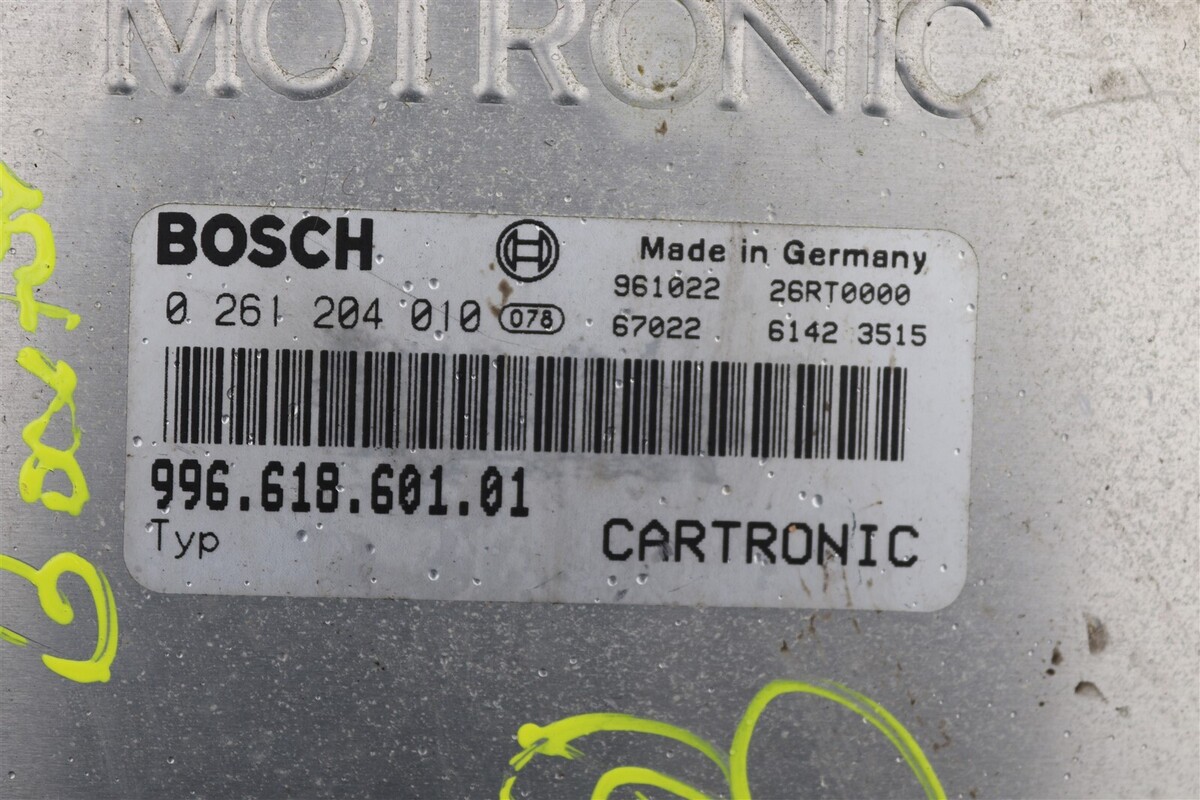 MOTRONIC
BOSCH
Made in Germany
961022 26RT0000
0 261 204 010 078
67022 6142 3515
996.618.601.01
Typ
CARTRONIC